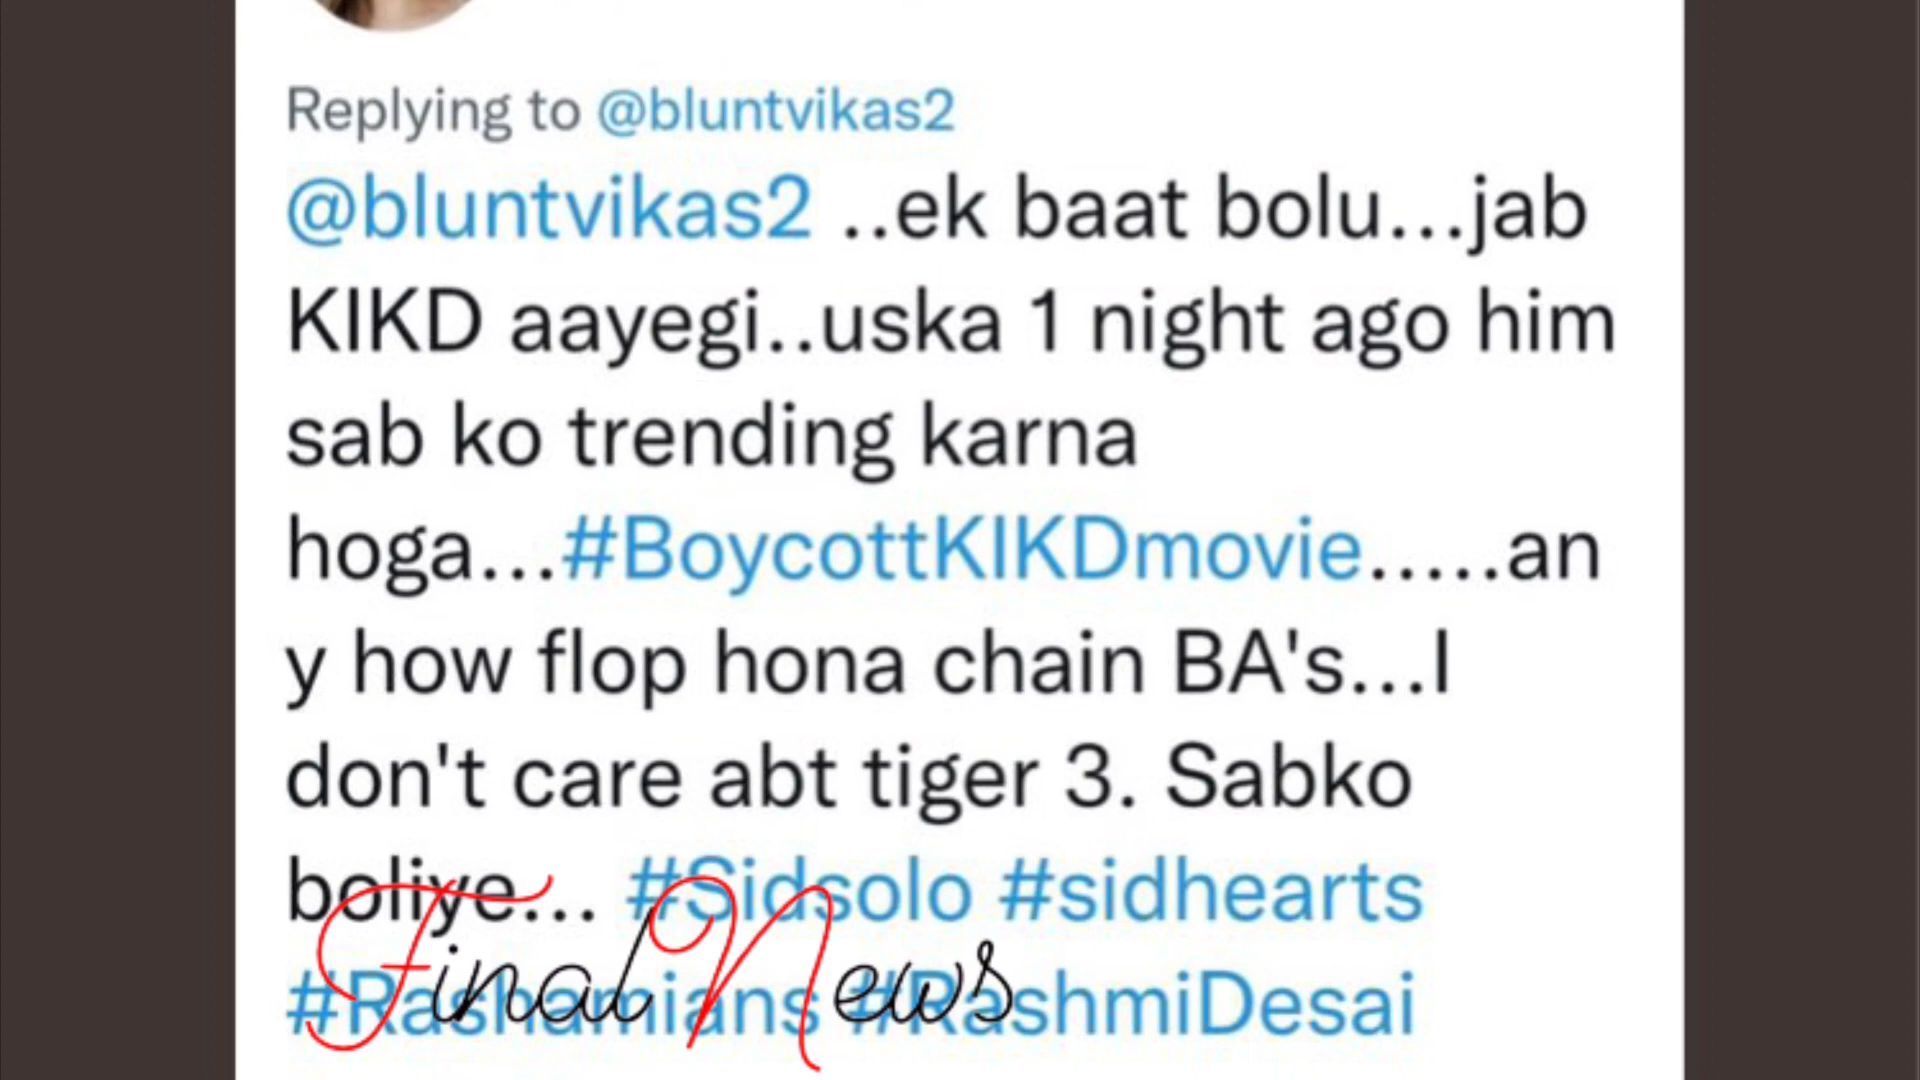 Replying to @bluntvikas2
@bluntvikas2 ..ek baat bolu...jab
KIKD aayegi..uska 1 night ago him
sab ko trending karna
hoga...#BoycottKIKDmovie.....an
y how flop hona chain BA's...I
don't care abt tiger 3. Sabko
boliye... #Sidsolo #sidhearts
#Rashamians #RashmiDesai
Final News